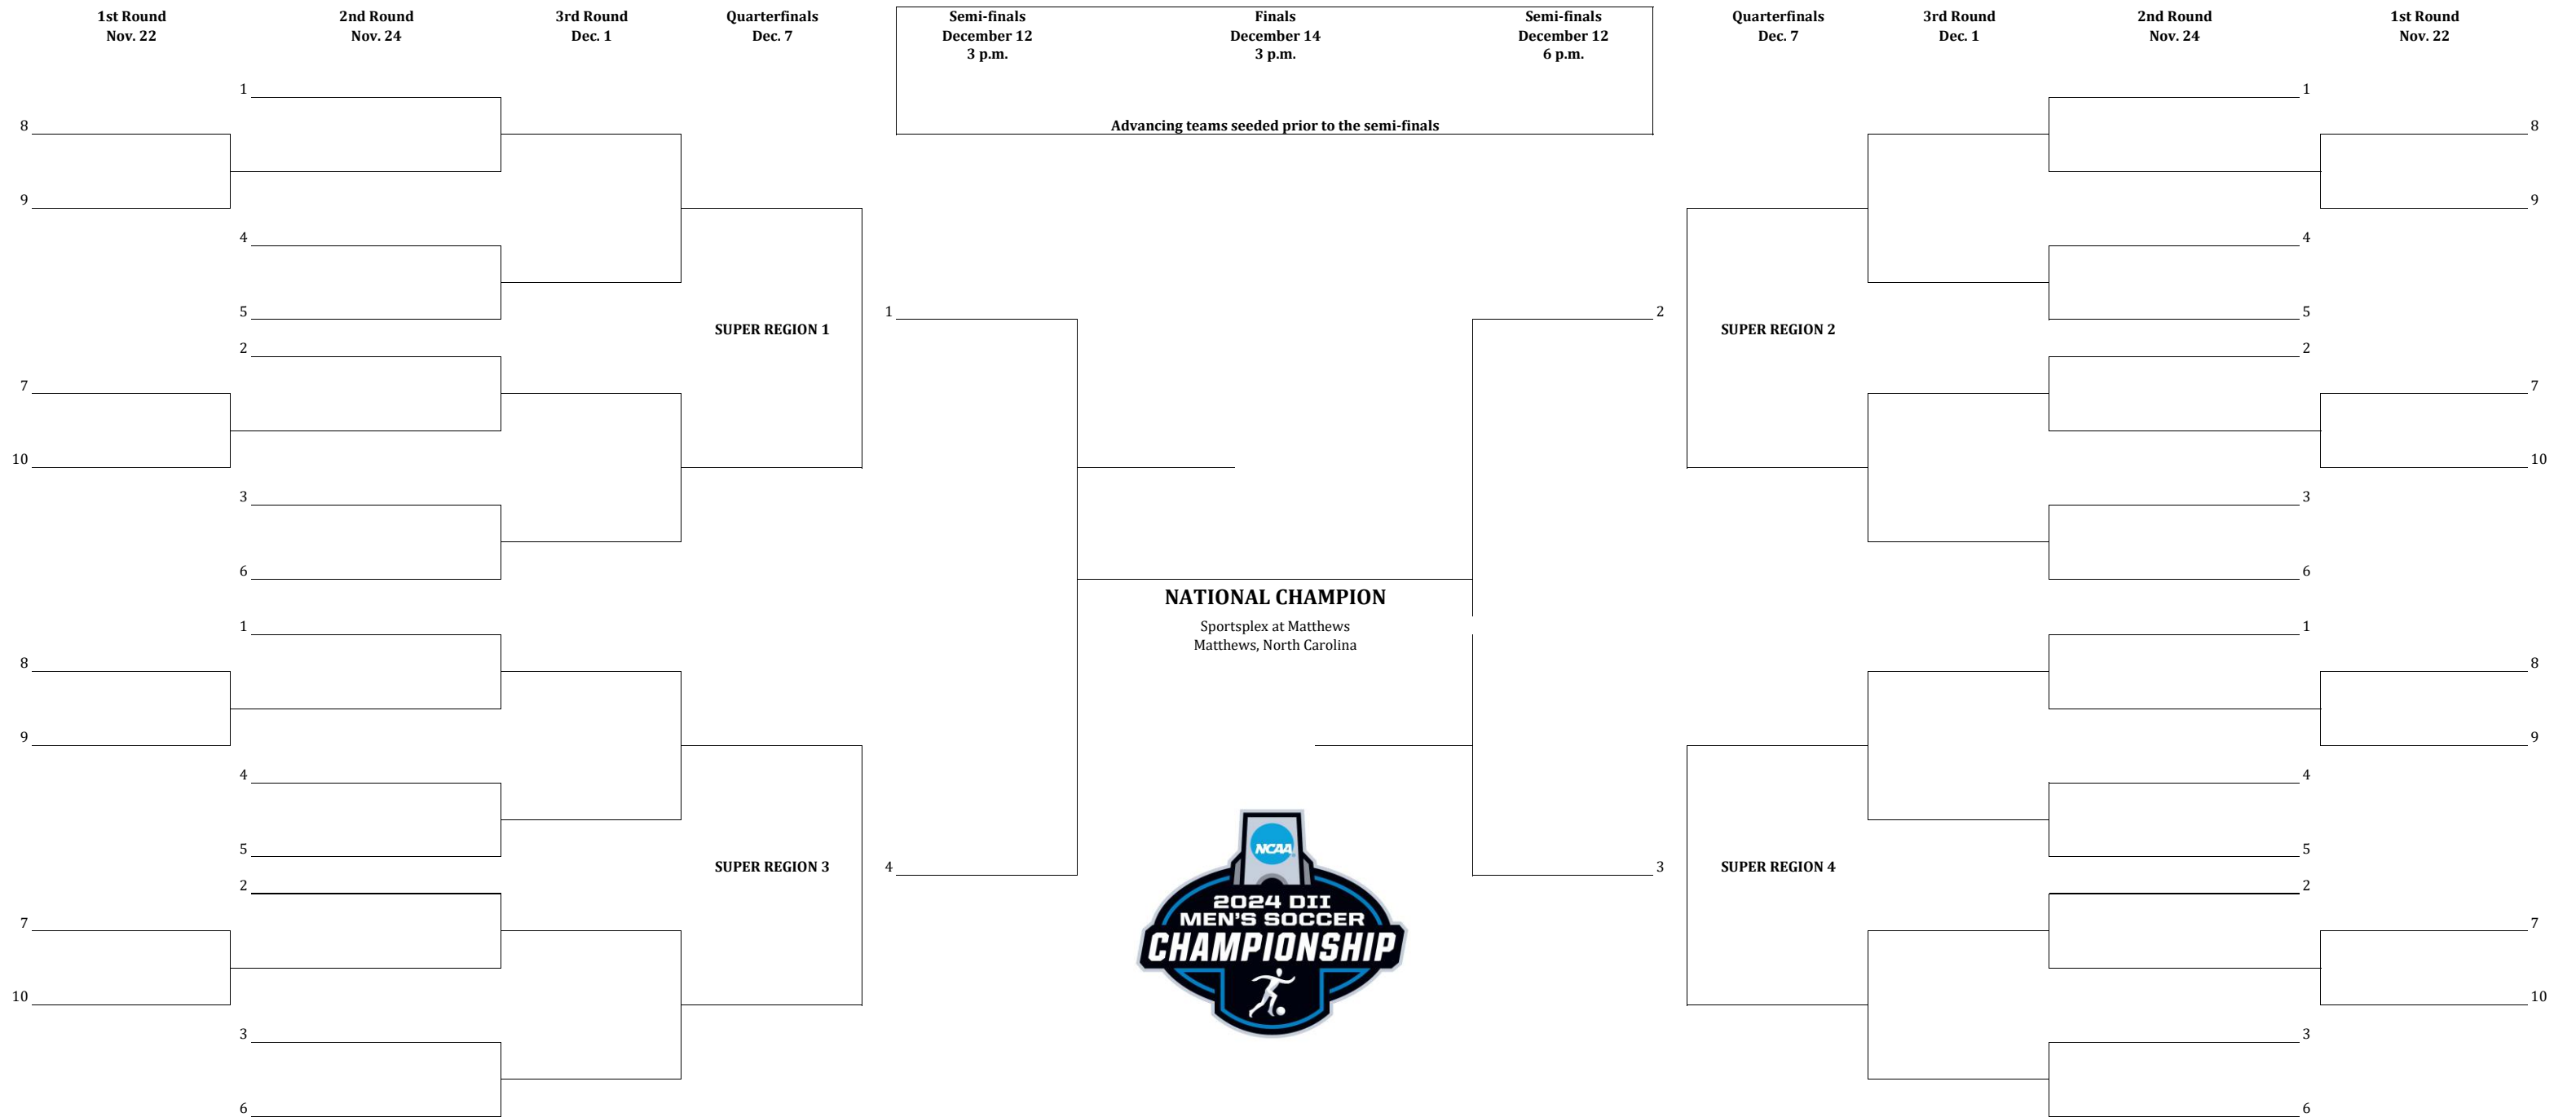 1st Round
Nov. 22
2nd Round
Nov. 24
3rd Round
Dec. 1
Quarterfinals
Dec. 7
Semi-finals
December 12
3 p.m.
Finals
December 14
3 p.m.
Semi-finals
December 12
6 p.m.
Quarterfinals
Dec. 7
3rd Round
Dec. 1
2nd Round
Nov. 24
1st Round
Nov. 22
Advancing teams seeded prior to the semi-finals
1
8
9
4
5
SUPER REGION 1
2
7
10
3
6
1
8
9
4
5
SUPER REGION 3
2
7
10
3
6
1
4
2
3
NATIONAL CHAMPION
Sportsplex at Matthews
Matthews, North Carolina
NCAA
2024 DII
MEN'S SOCCER
CHAMPIONSHIP
1
8
9
4
5
SUPER REGION 2
2
7
10
3
6
1
8
9
4
5
SUPER REGION 4
2
7
10
3
6